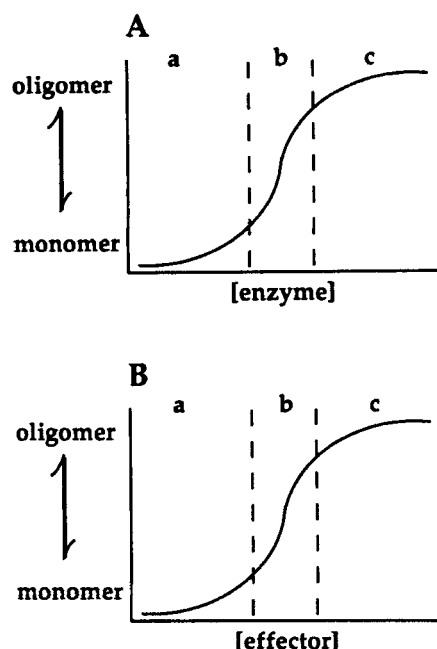 A
a b c
oligomer
monomer
[enzyme]
B
a b c
oligomer
monomer
[effector]